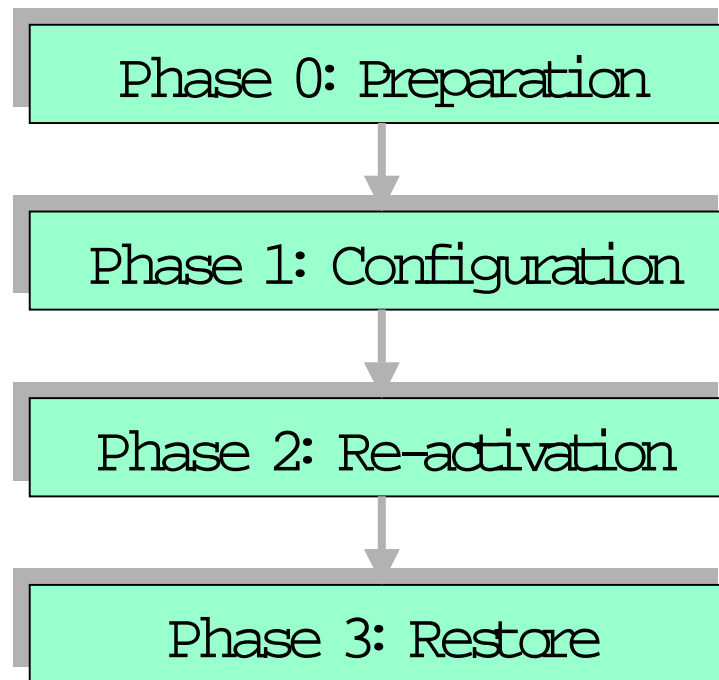 Phase 0: Preparation
Phase 1: Configuration
Phase 2: Re-activation
Phase 3: Restore